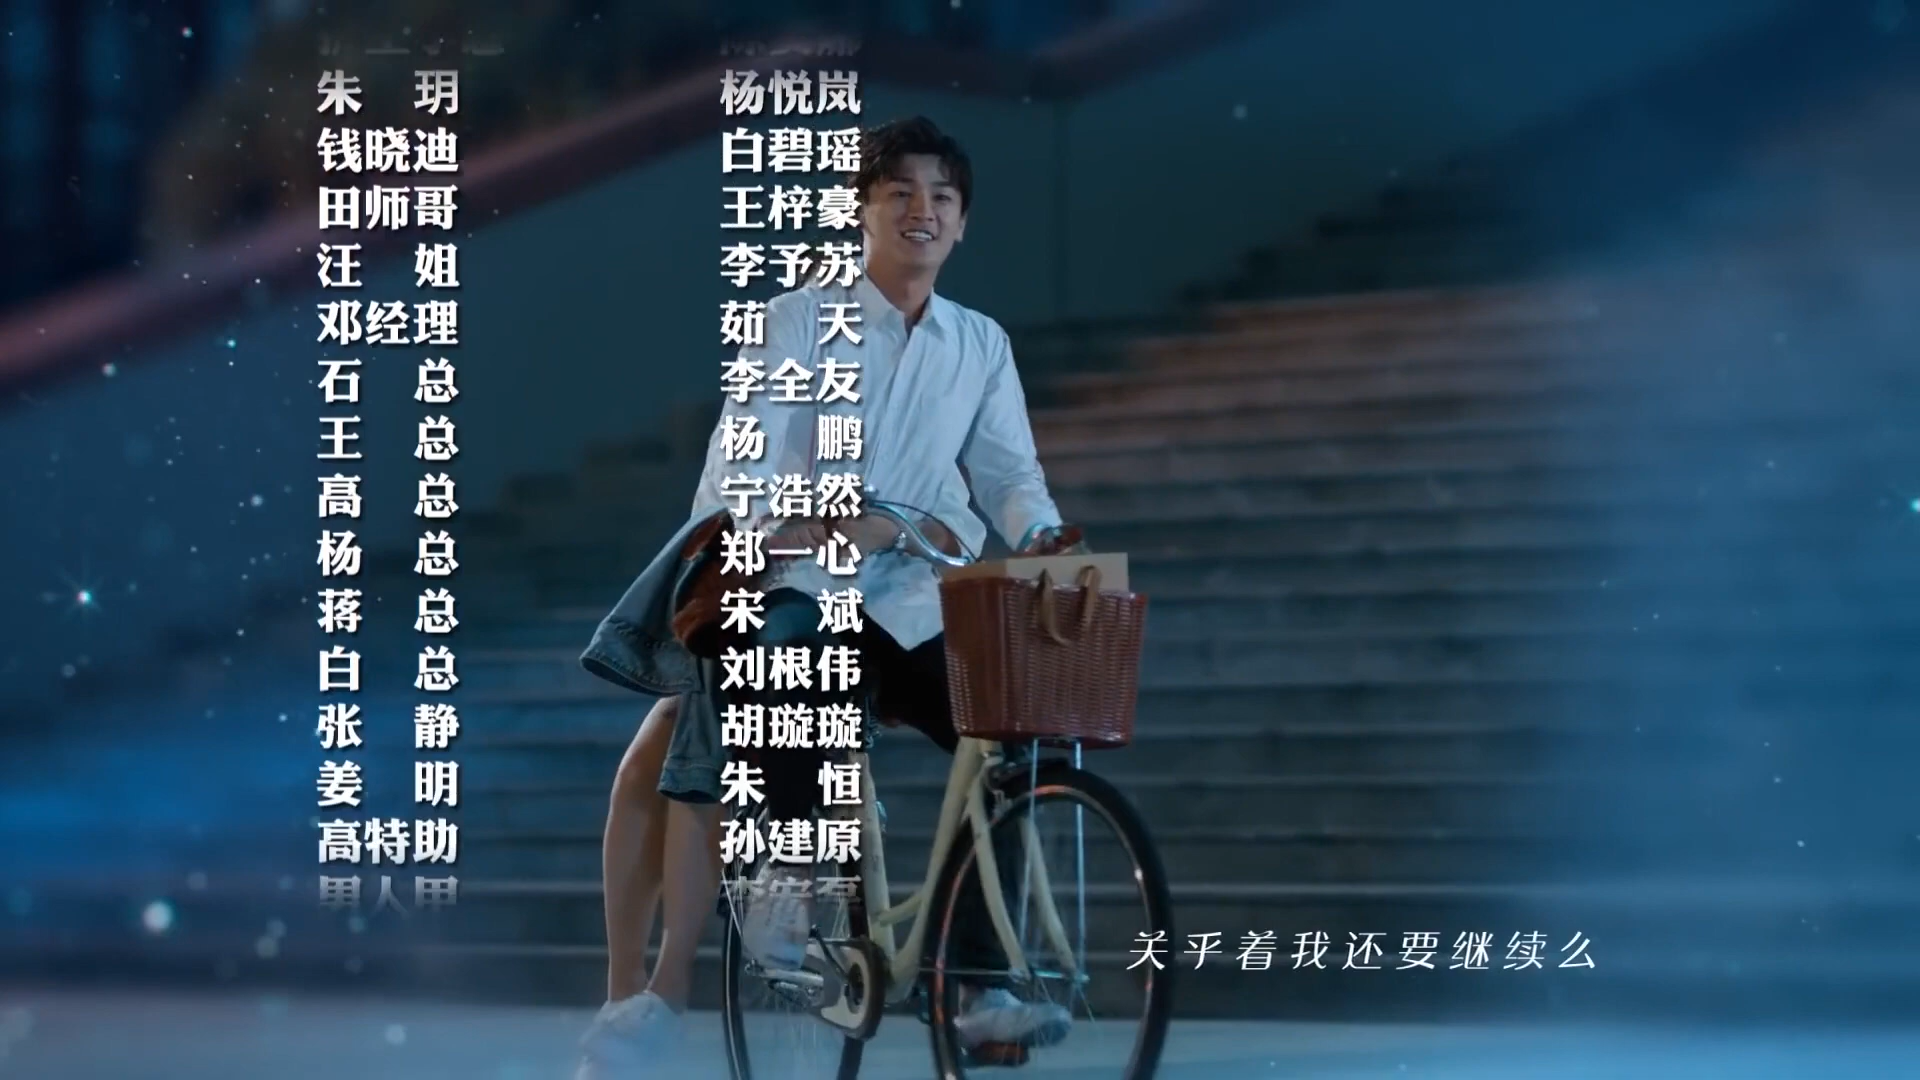 朱玥 杨悦岚
钱晓迪 白碧瑶
田师哥 王梓豪
汪姐 李予苏
邓经理 茹天
石总 李全友
王总 杨鹏
高总 宁浩然
杨总 郑一心
蒋总 宋斌
白总 刘根伟
张静 胡璇璇
姜明 朱恒
高特助 孙建原
关乎着我还要继续么